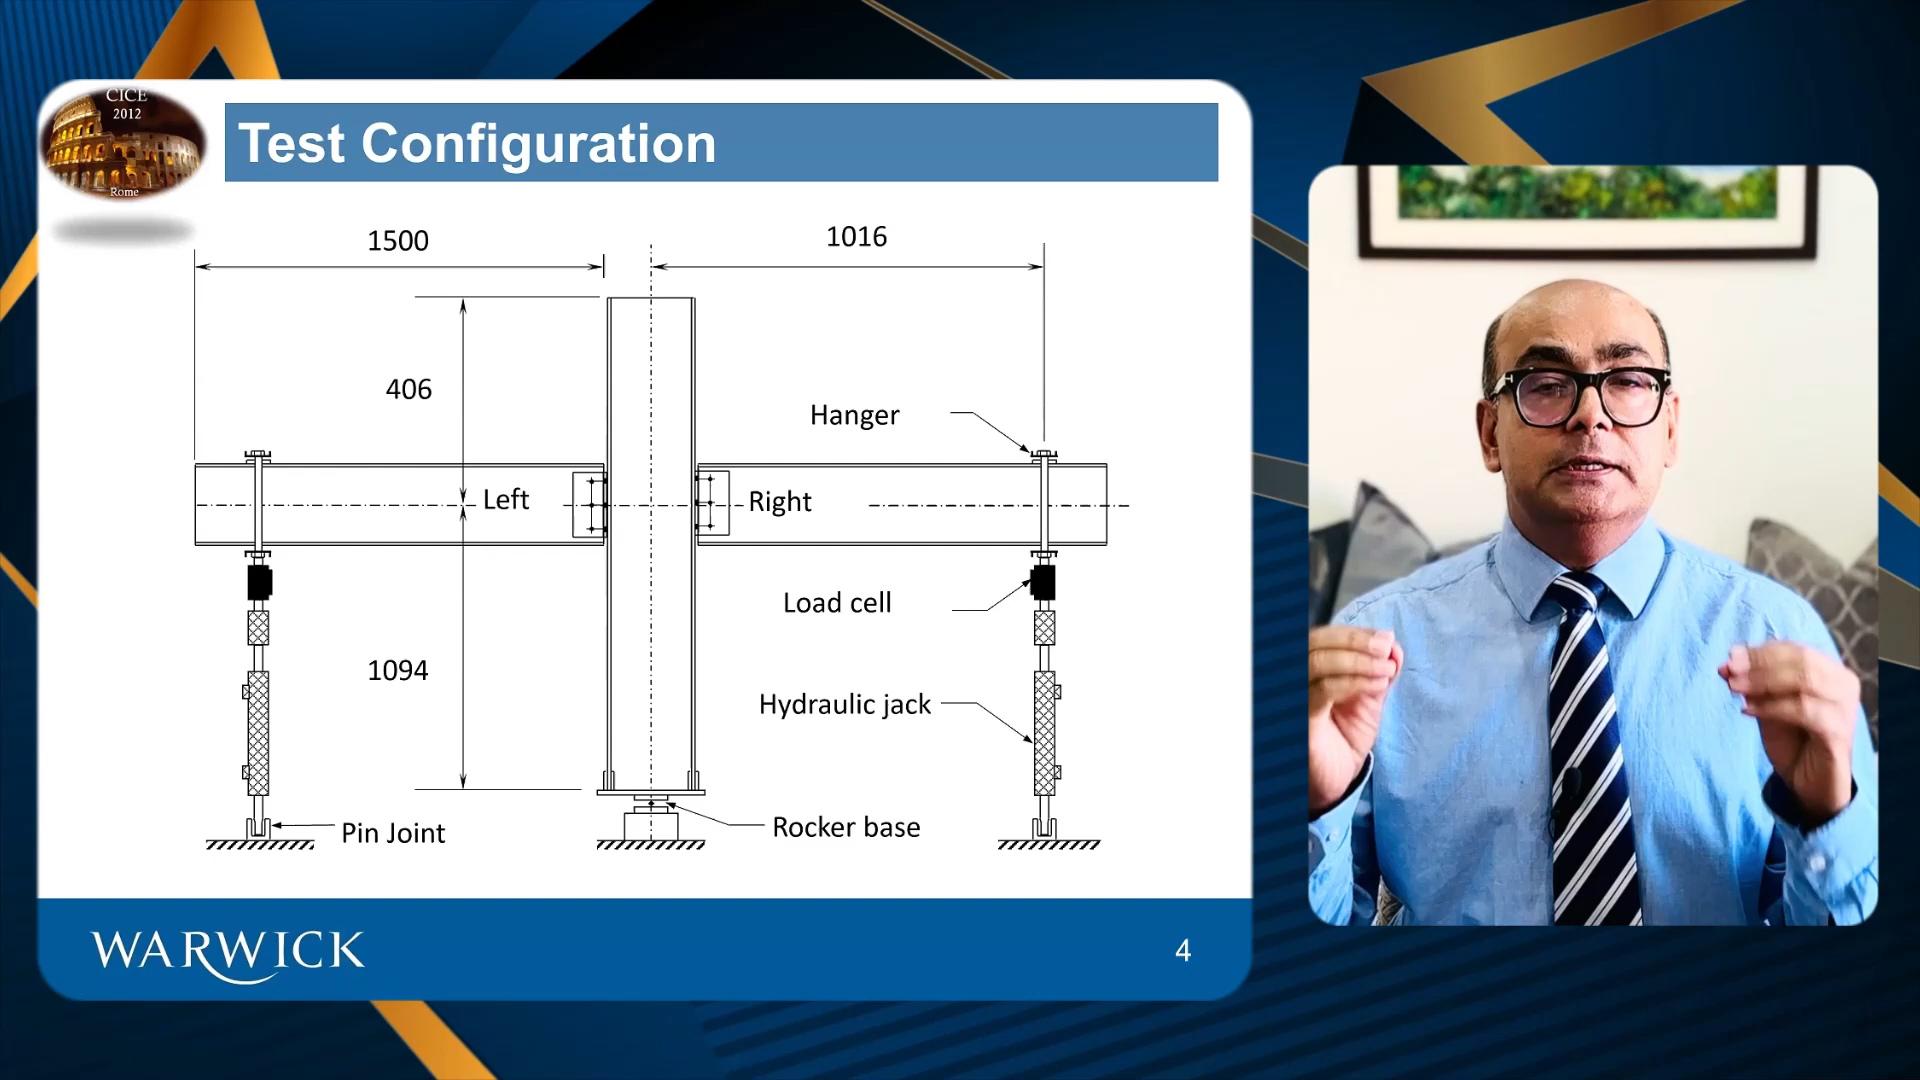 CICE
2012
Rome
Test Configuration
1500
1016
406
Hanger
Left
Right
Load cell
1094
Hydraulic jack
Pin Joint
Rocker base
WARWICK
4